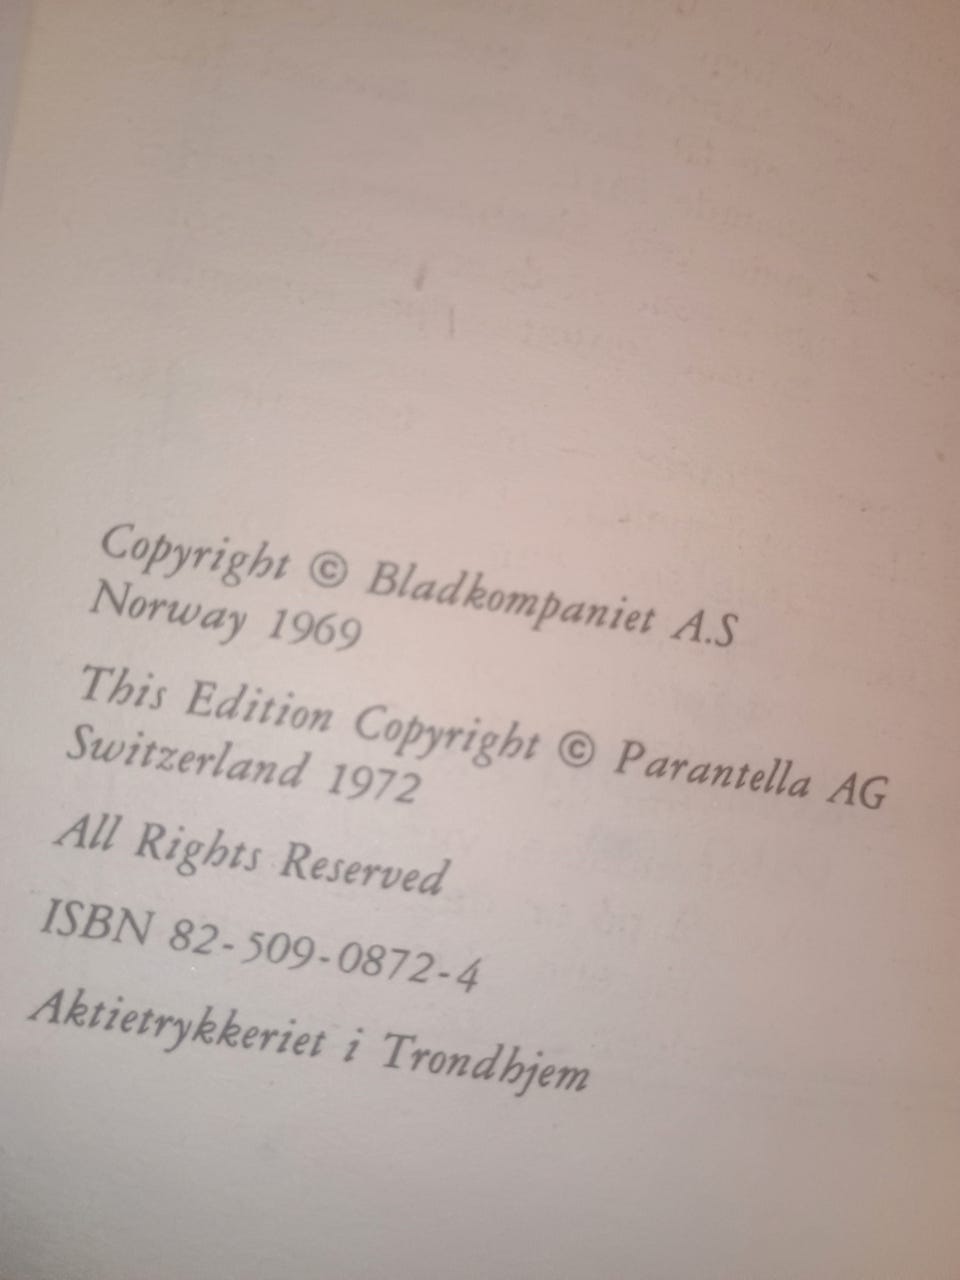 Copyright © Bladkompaniet A.S
Norway 1969
This Edition Copyright © Parantella AG
Switzerland 1972
All Rights Reserved
ISBN 82-509-0872-4
Aktietrykkeriet i Trondhjem